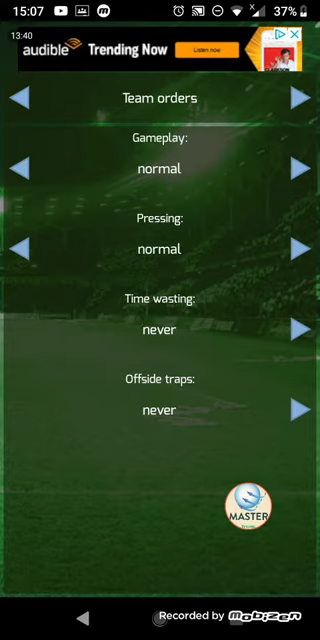 15:07
37%
13:40
audible
Trending Now
Listen now
Team orders
Gameplay:
normal
Pressing:
normal
Time wasting:
never
Offside traps:
never
MASTER
Recorded by mobizen